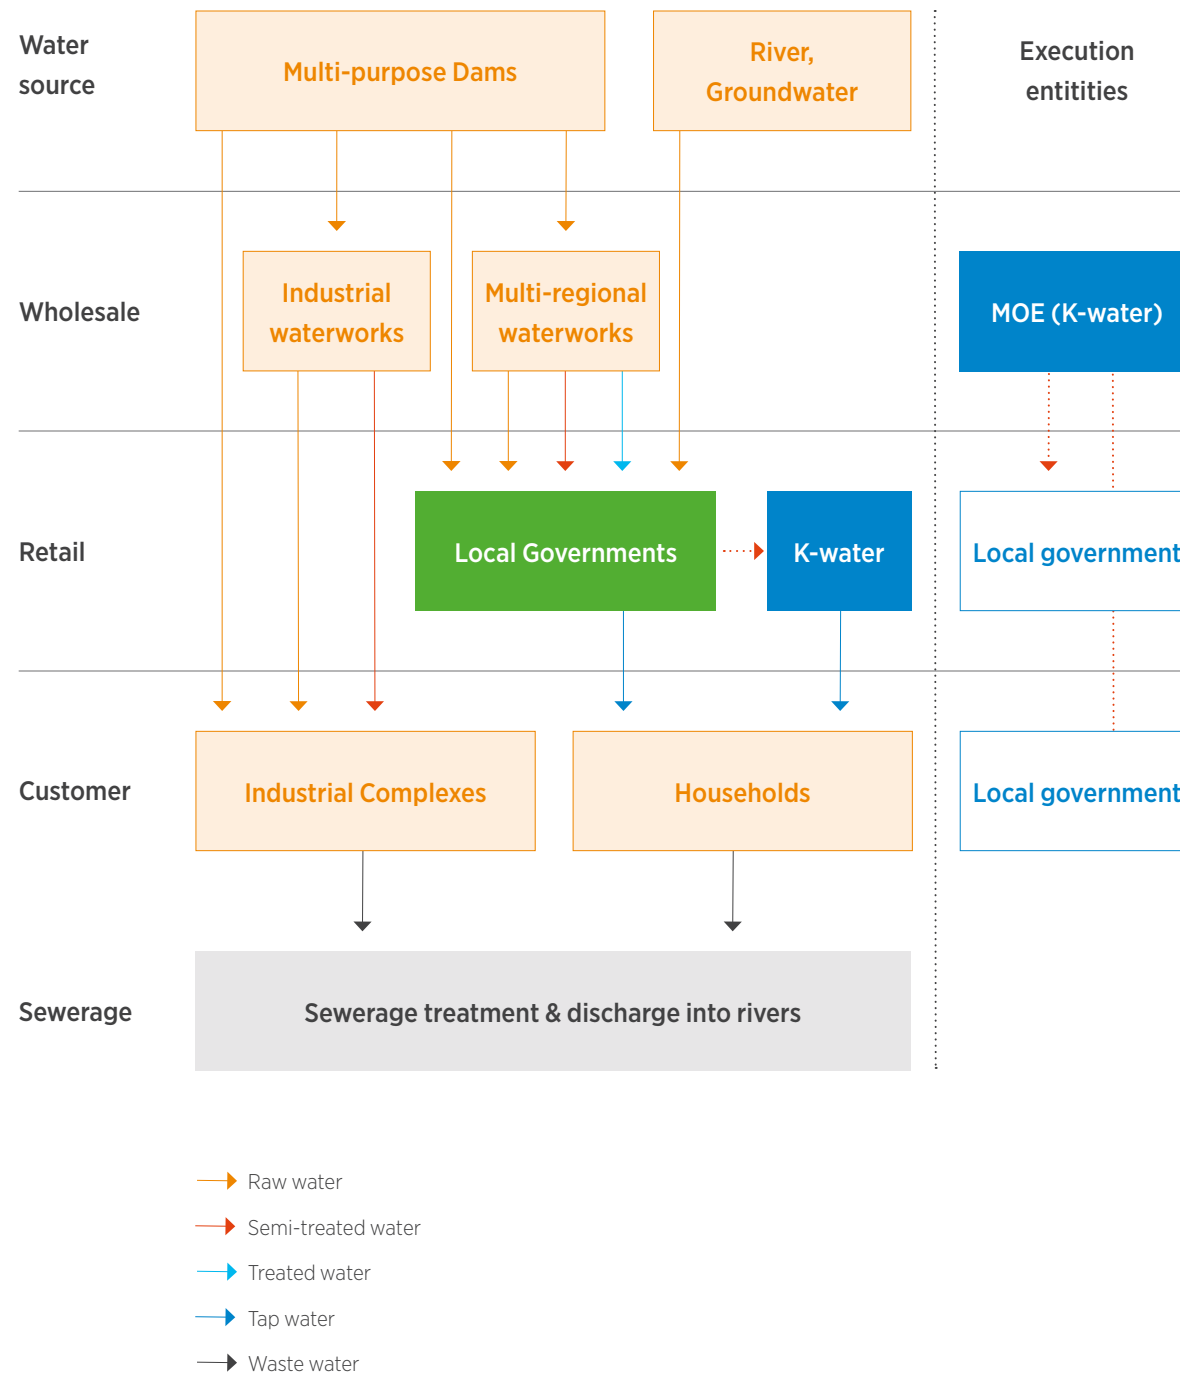 Water
source
Multi-purpose Dams
River,
Groundwater
Execution
entitities
Wholesale
Industrial
waterworks
Multi-regional
waterworks
MOE (K-water)
Retail
Local Governments
K-water
Local government
Customer
Industrial Complexes
Households
Local government
Sewerage
Sewerage treatment & discharge into rivers
Raw water
Semi-treated water
Treated water
Tap water
Waste water